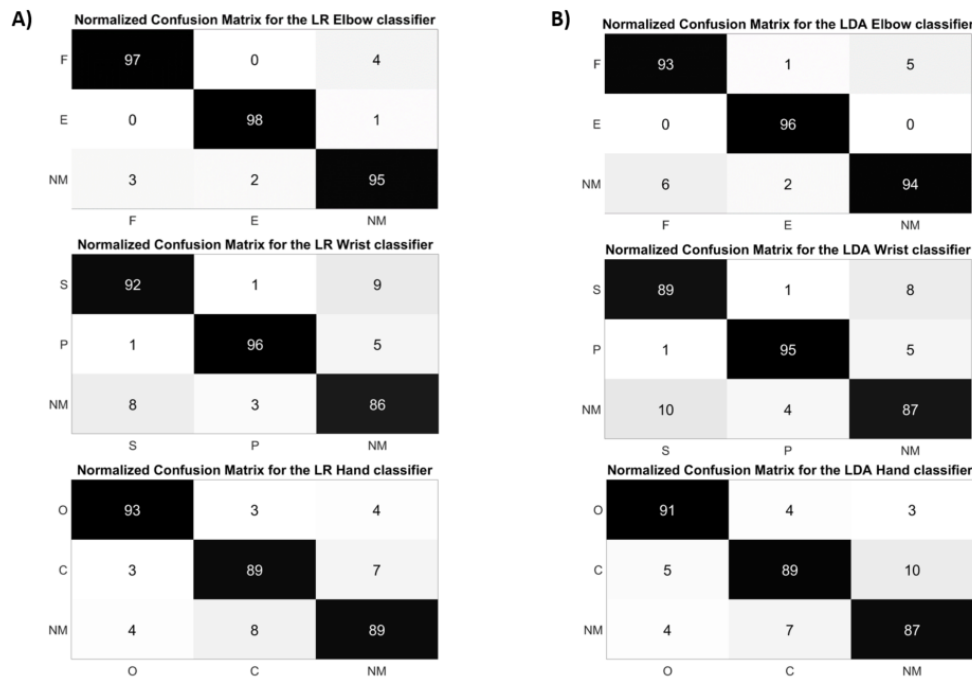 A)
Normalized Confusion Matrix for the LR Elbow classifier
F 97 0 4
E 0 98 1
NM 3 2 95
F E NM
Normalized Confusion Matrix for the LR Wrist classifier
S 92 1 9
P 1 96 5
NM 8 3 86
S P NM
Normalized Confusion Matrix for the LR Hand classifier
O 93 3 4
C 3 89 7
NM 4 8 89
O C NM
B)
Normalized Confusion Matrix for the LDA Elbow classifier
F 93 1 5
E 0 96 0
NM 6 2 94
F E NM
Normalized Confusion Matrix for the LDA Wrist classifier
S 89 1 8
P 1 95 5
NM 10 4 87
S P NM
Normalized Confusion Matrix for the LDA Hand classifier
O 91 4 3
C 5 89 10
NM 4 7 87
O C NM